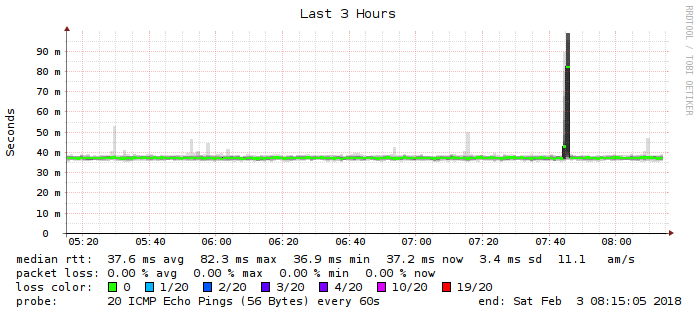 Last 3 Hours
RRDTOOL / TOBI OETIKER
Seconds
90 m
80 m
70 m
60 m
50 m
40 m
30 m
20 m
10 m
0
05:20 05:40 06:00 06:20 06:40 07:00 07:20 07:40 08:00
median rtt: 37.6 ms avg 82.3 ms max 36.9 ms min 37.2 ms now 3.4 ms sd 11.1 am/s
packet loss: 0.00 % avg 0.00 % max 0.00 % min 0.00 % now
loss color: 0 1/20 2/20 3/20 4/20 10/20 19/20
probe: 20 ICMP Echo Pings (56 Bytes) every 60s end: Sat Feb 3 08:15:05 2018